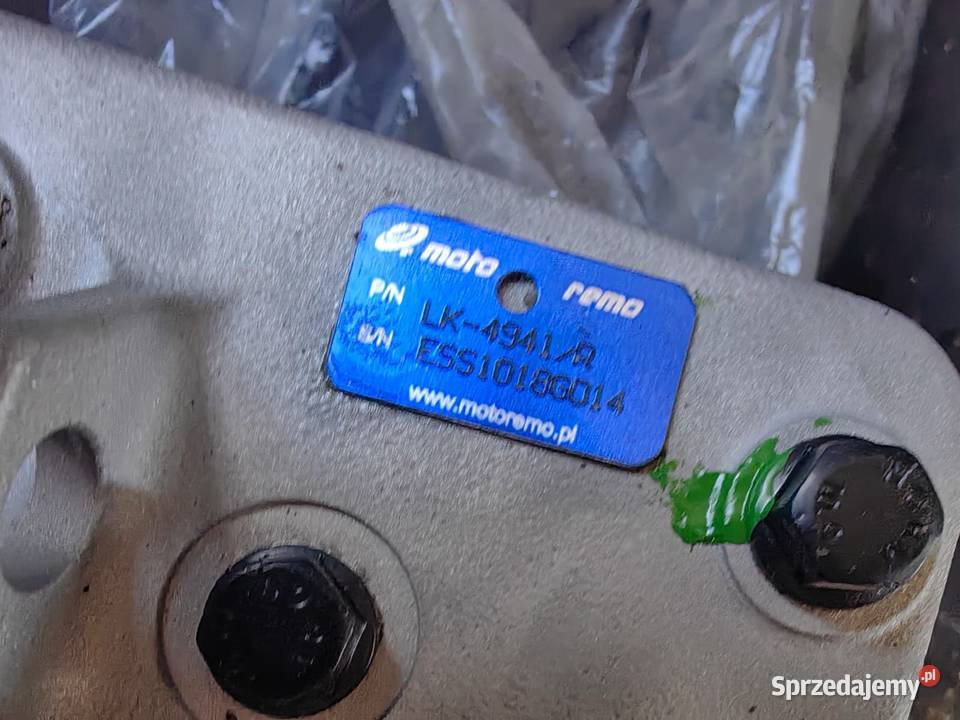 moto remo
P/N LK-4941/R
S/N ESS1018G014
www.motoremo.pl
Sprzedajemy.pl